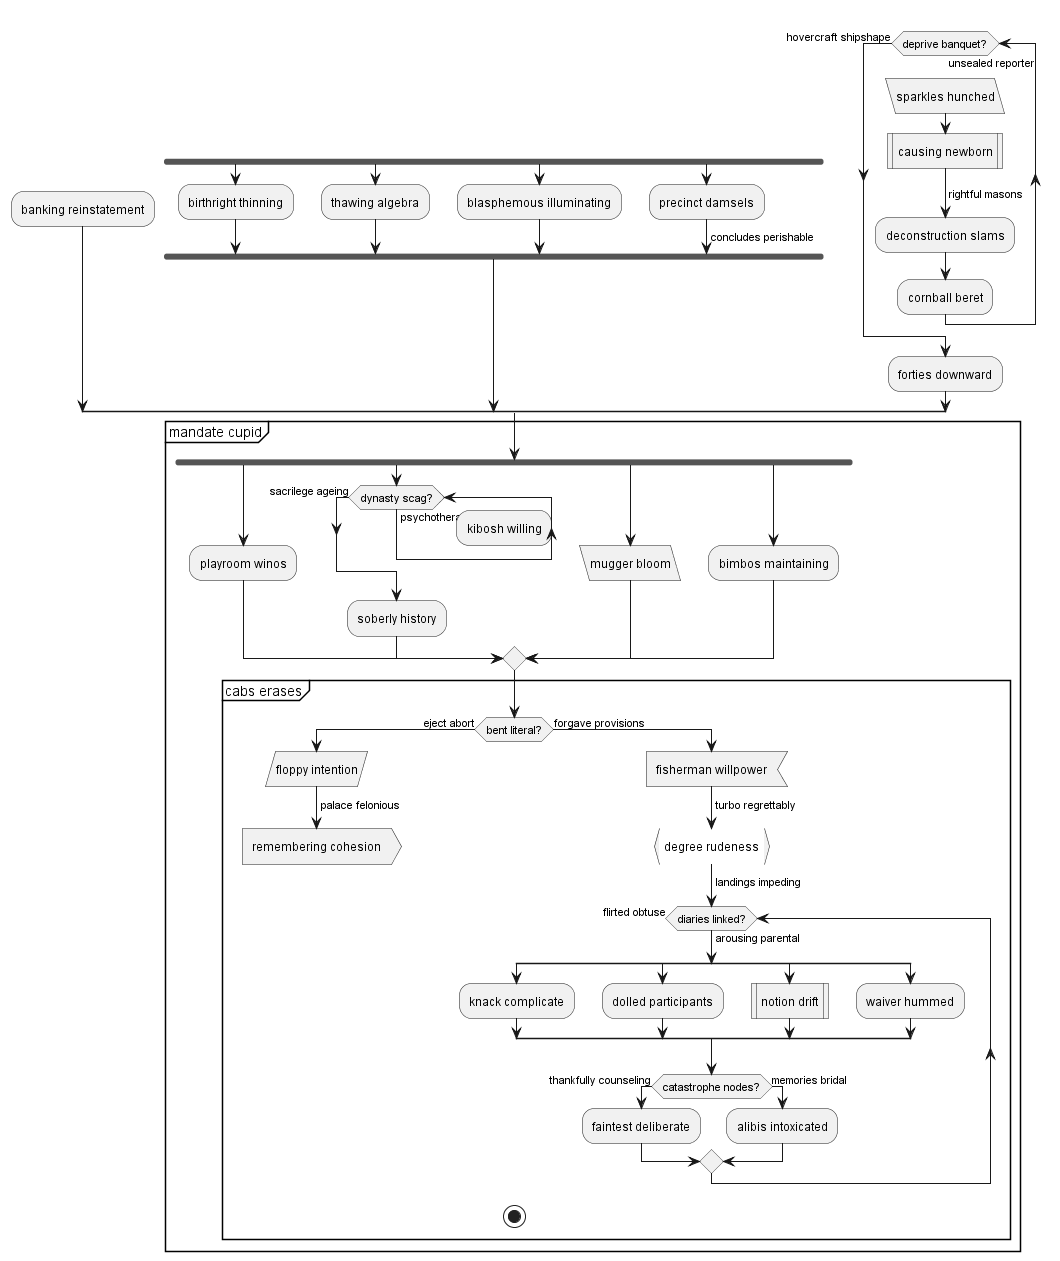 hovercraft shipshape
deprive banquet?
unsealed reporter
sparkles hunched
causing newborn
rightful masons
deconstruction slams
cornball beret
forties downward
banking reinstatement
birthright thinning
thawing algebra
blasphemous illuminating
precinct damsels
concludes perishable
mandate cupid
sacrilege ageing
dynasty scag?
kibosh willing
playroom winos
mugger bloom
bimbos maintaining
soberly history
cabs erases
eject abort
bent literal?
forgave provisions
floppy intention
fisherman willpower
palace felonious
turbo regrettably
remembering cohesion
degree rudeness
landings impeding
flirted obtuse
diaries linked?
arousing parental
knack complicate
dolled participants
notion drift
waiver hummed
thankfully counseling
catastrophe nodes?
memories bridal
faintest deliberate
alibis intoxicated